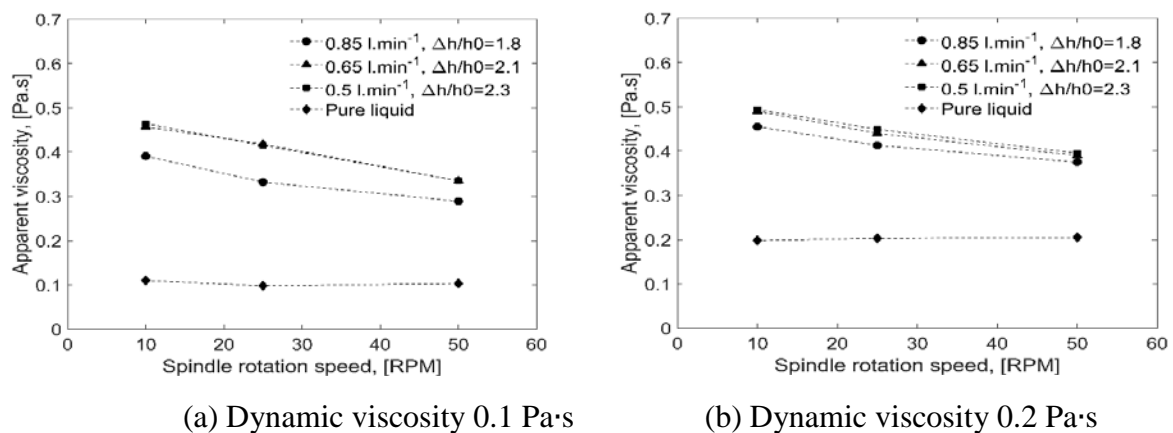 0.7
0.6
0.5
0.4
0.3
0.2
0.1
0
Apparent viscosity, [Pa.s]
0.85 l.min⁻¹, Δh/h0=1.8
0.65 l.min⁻¹, Δh/h0=2.1
0.5 l.min⁻¹, Δh/h0=2.3
Pure liquid
0 10 20 30 40 50 60
Spindle rotation speed, [RPM]
(a) Dynamic viscosity 0.1 Pa·s
0.7
0.6
0.5
0.4
0.3
0.2
0.1
0
Apparent viscosity, [Pa.s]
0.85 l.min⁻¹, Δh/h0=1.8
0.65 l.min⁻¹, Δh/h0=2.1
0.5 l.min⁻¹, Δh/h0=2.3
Pure liquid
0 10 20 30 40 50 60
Spindle rotation speed, [RPM]
(b) Dynamic viscosity 0.2 Pa·s